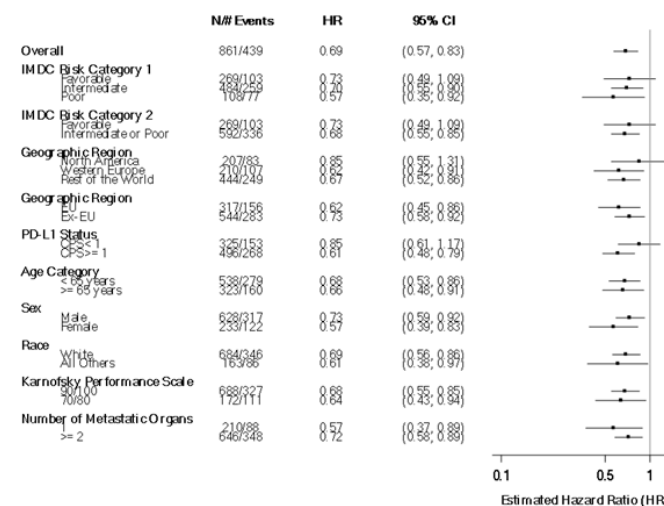 N/# Events HR 95% CI
Overall 861/439 0.69 (0.57, 0.83)
IMDC Risk Category 1
Favorable 269/103 0.73 (0.49, 1.09)
Intermediate 484/259 0.70 (0.55, 0.90)
Poor 108/77 0.57 (0.35, 0.92)
IMDC Risk Category 2
Favorable 269/103 0.73 (0.49, 1.09)
Intermediate or Poor 592/336 0.68 (0.55, 0.85)
Geographic Region
North America 207/83 0.85 (0.55, 1.31)
Western Europe 210/107 0.62 (0.42, 0.91)
Rest of the World 444/249 0.67 (0.52, 0.86)
Geographic Region
EU 317/156 0.62 (0.45, 0.86)
Ex-EU 544/283 0.73 (0.58, 0.92)
PD-L1 Status
CPS< 1 325/153 0.85 (0.61, 1.17)
CPS>= 1 496/268 0.61 (0.48, 0.79)
Age Category
< 65 years 538/279 0.68 (0.53, 0.86)
>= 65 years 323/160 0.66 (0.48, 0.91)
Sex
Male 628/317 0.73 (0.59, 0.92)
Female 233/122 0.57 (0.39, 0.83)
Race
White 684/346 0.69 (0.56, 0.86)
All Others 163/86 0.61 (0.38, 0.97)
Karnofsky Performance Scale
90/100 688/327 0.68 (0.55, 0.85)
70/80 172/111 0.64 (0.43, 0.94)
Number of Metastatic Organs
1 210/88 0.57 (0.37, 0.89)
>= 2 646/348 0.72 (0.58, 0.89)
0.1 0.5 1
Estimated Hazard Ratio (HR